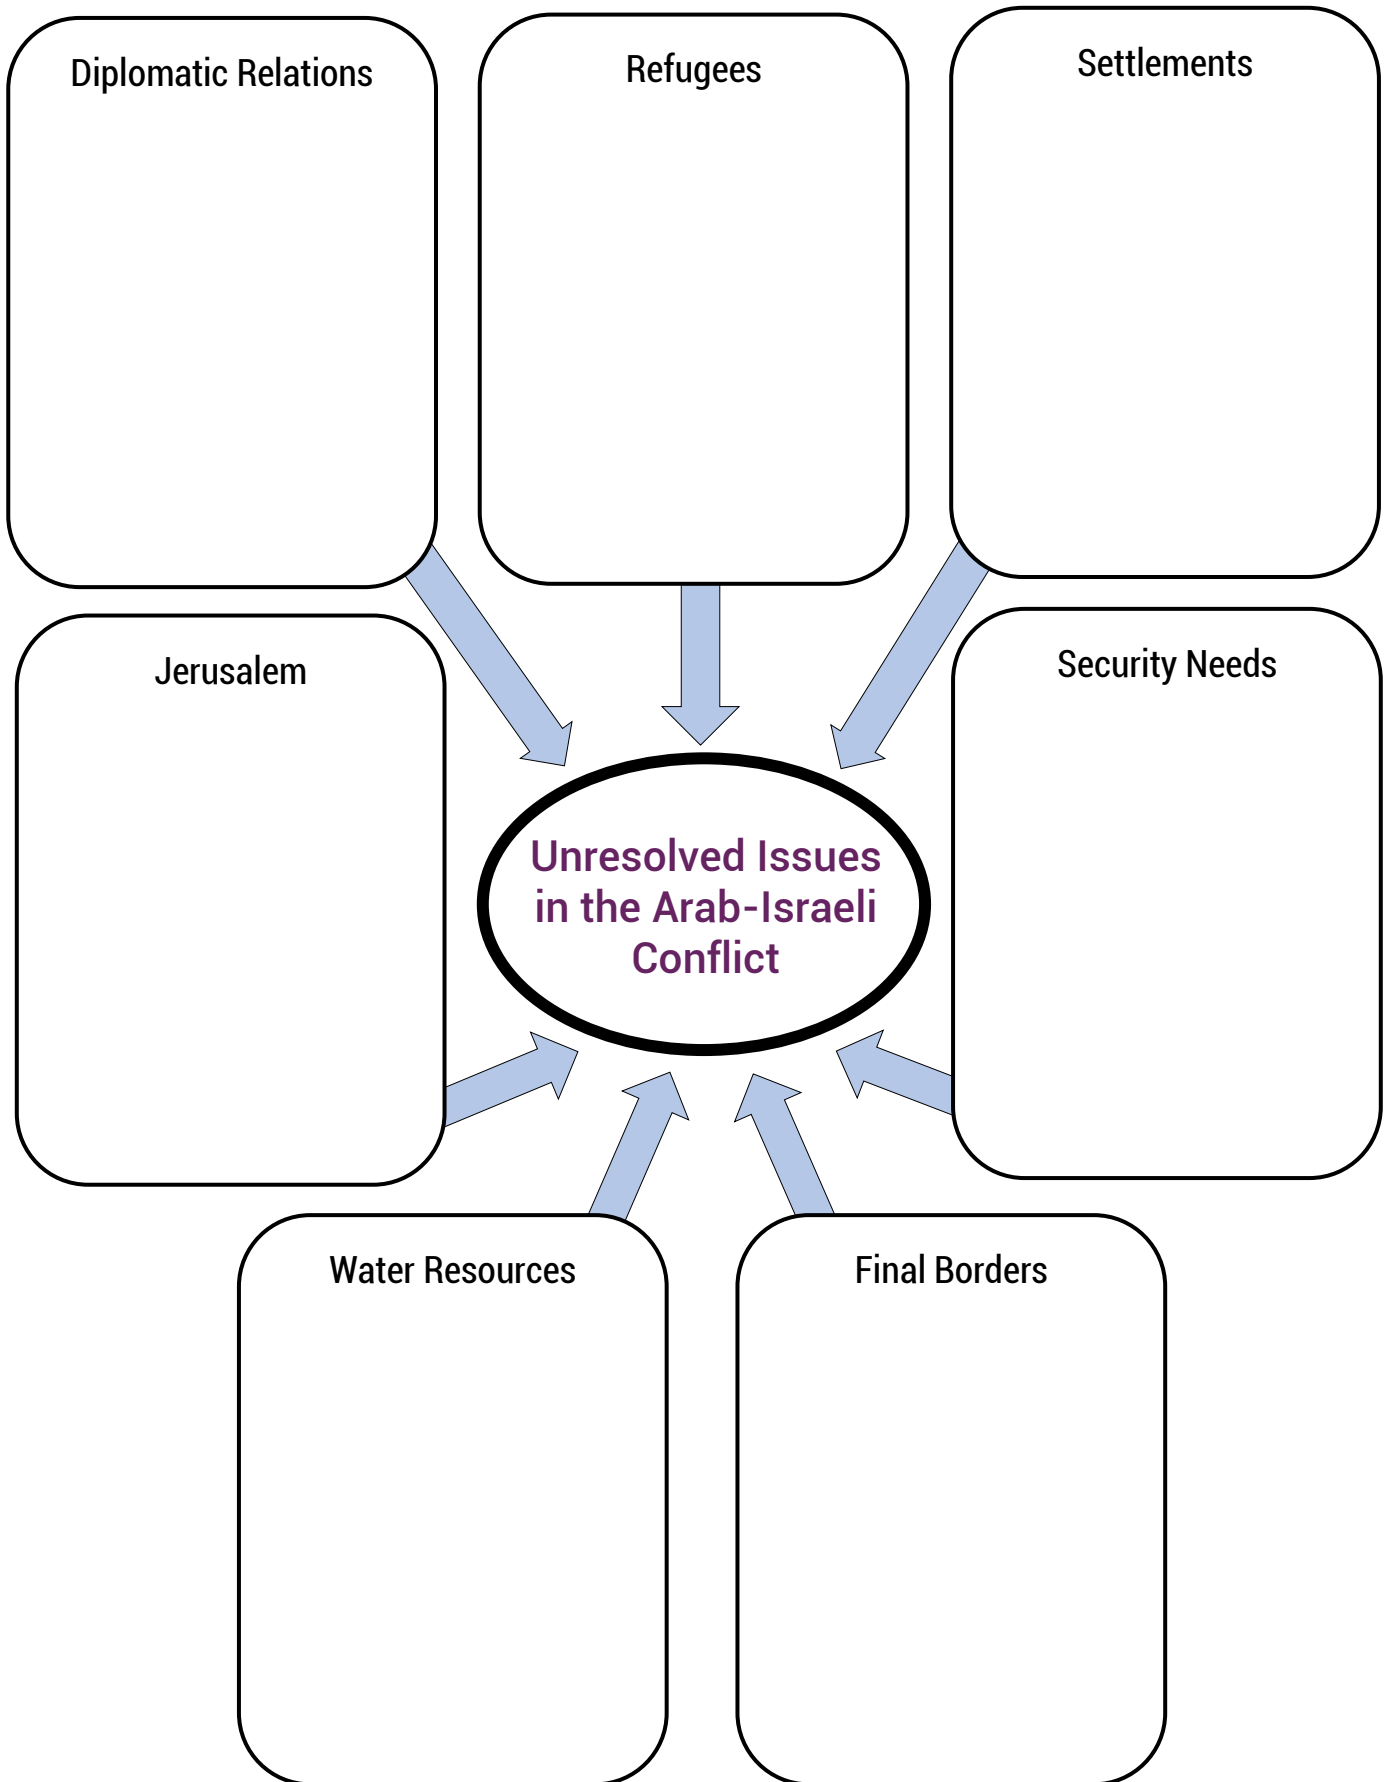 Diplomatic Relations
Refugees
Settlements
Jerusalem
Security Needs
Unresolved Issues
in the Arab-Israeli
Conflict
Water Resources
Final Borders